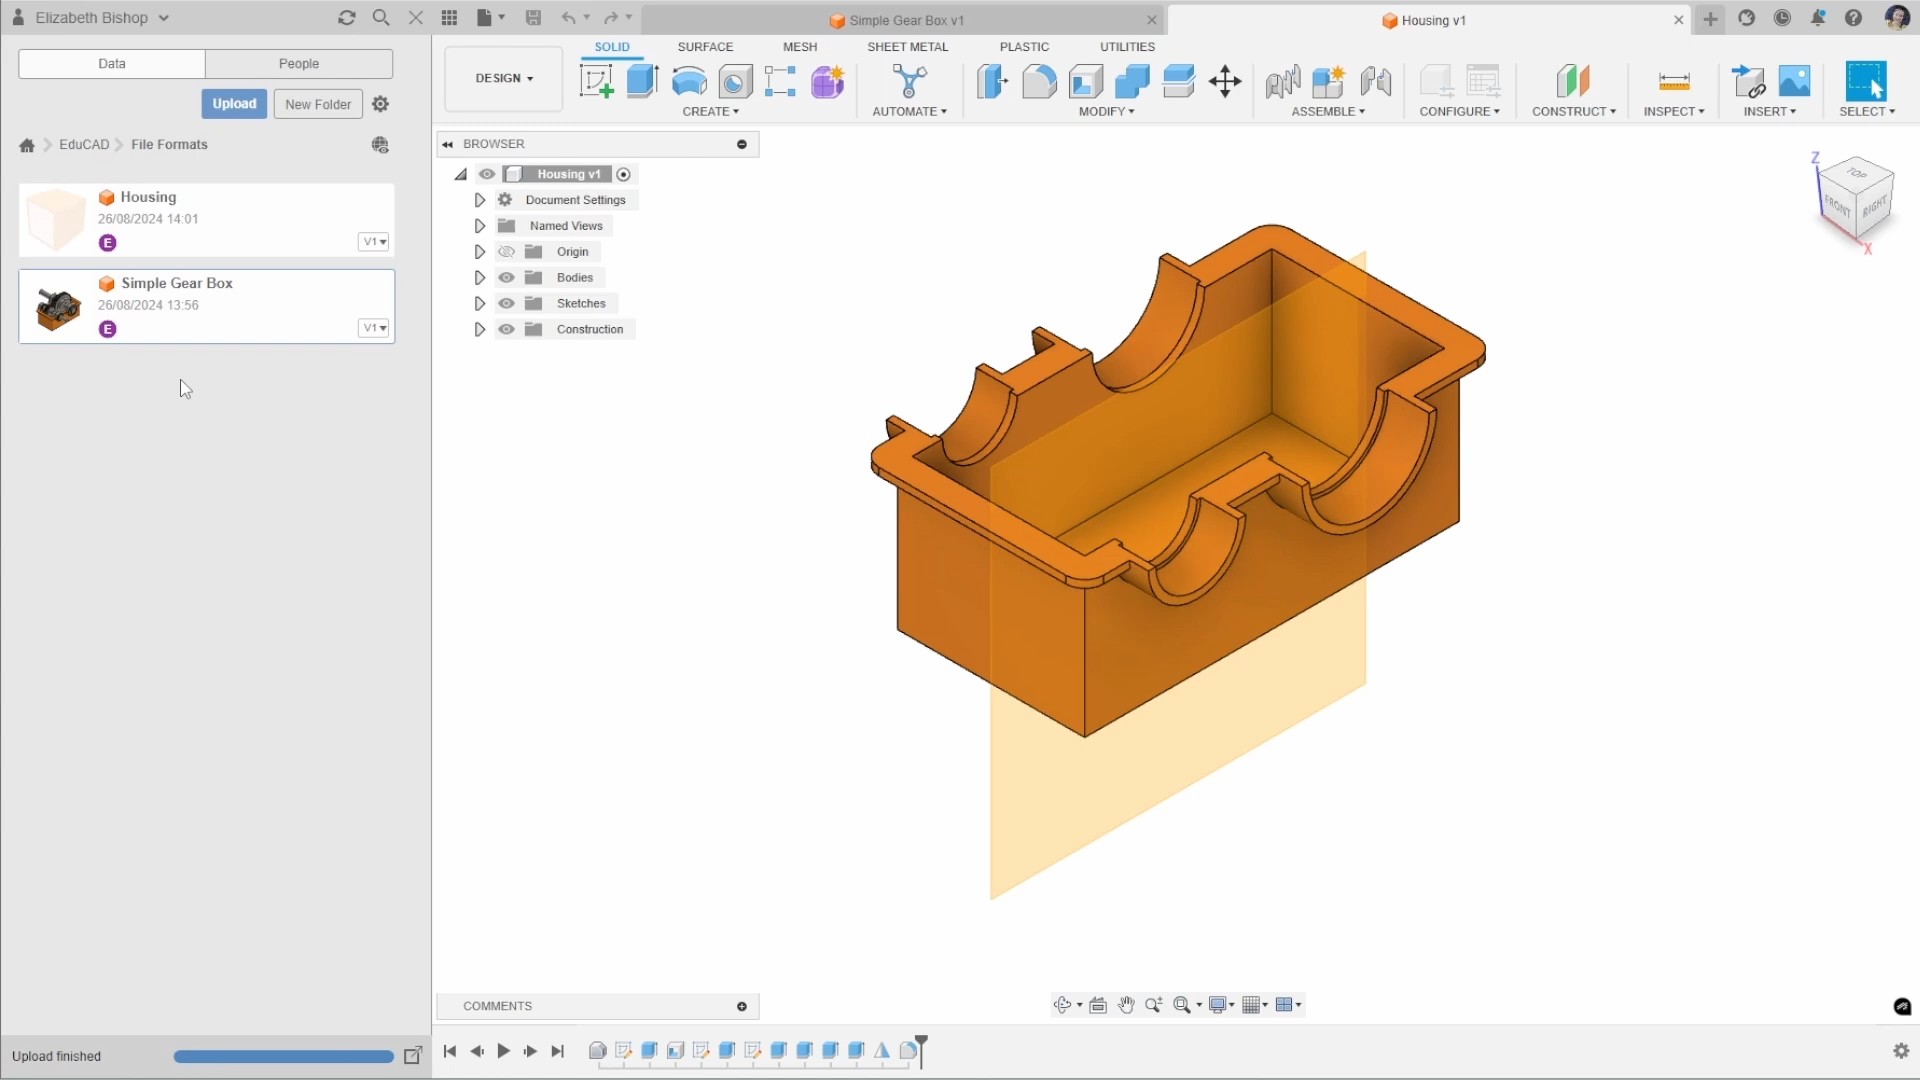 Elizabeth Bishop
Simple Gear Box v1
Housing v1
Data
People
Upload
New Folder
EduCAD
File Formats
Housing
26/08/2024 14:01
E
V1
Simple Gear Box
26/08/2024 13:56
E
V1
DESIGN
SOLID
SURFACE
MESH
SHEET METAL
PLASTIC
UTILITIES
CREATE
AUTOMATE
MODIFY
ASSEMBLE
CONFIGURE
CONSTRUCT
INSPECT
INSERT
SELECT
BROWSER
Housing v1
Document Settings
Named Views
Origin
Bodies
Sketches
Construction
Z
TOP
FRONT
RIGHT
X
COMMENTS
Upload finished